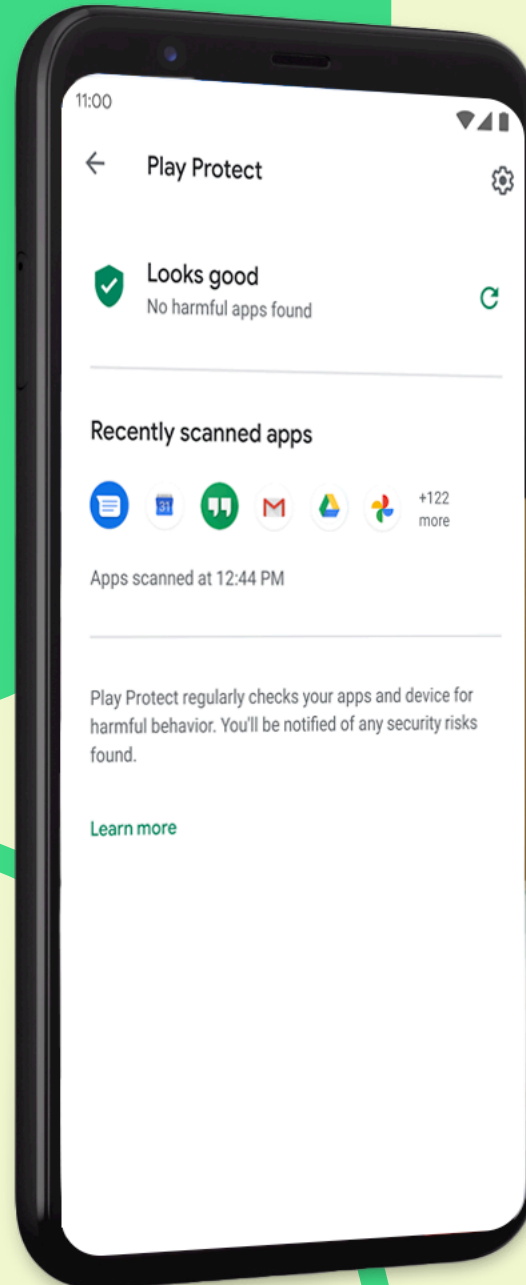 11:00
Play Protect
Looks good
No harmful apps found
Recently scanned apps
31
+122
more
Apps scanned at 12:44 PM
Play Protect regularly checks your apps and device for
harmful behavior. You'll be notified of any security risks
found.
Learn more